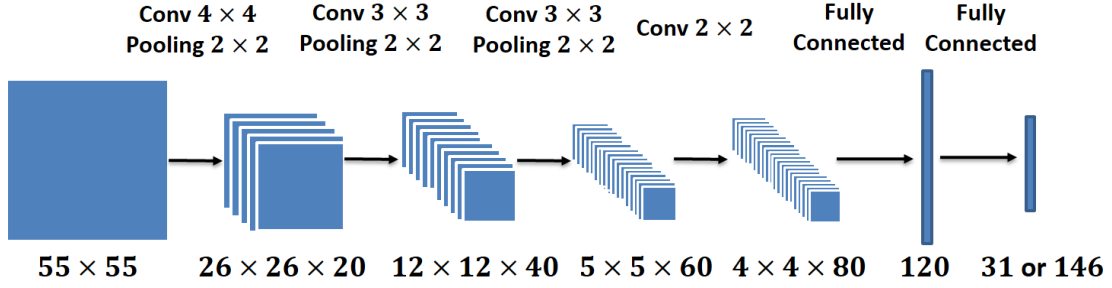 Conv 4 × 4
Pooling 2 × 2
Conv 3 × 3
Pooling 2 × 2
Conv 3 × 3
Pooling 2 × 2
Conv 2 × 2
Fully
Connected
Fully
Connected
55 × 55
26 × 26 × 20
12 × 12 × 40
5 × 5 × 60
4 × 4 × 80
120
31 or 146